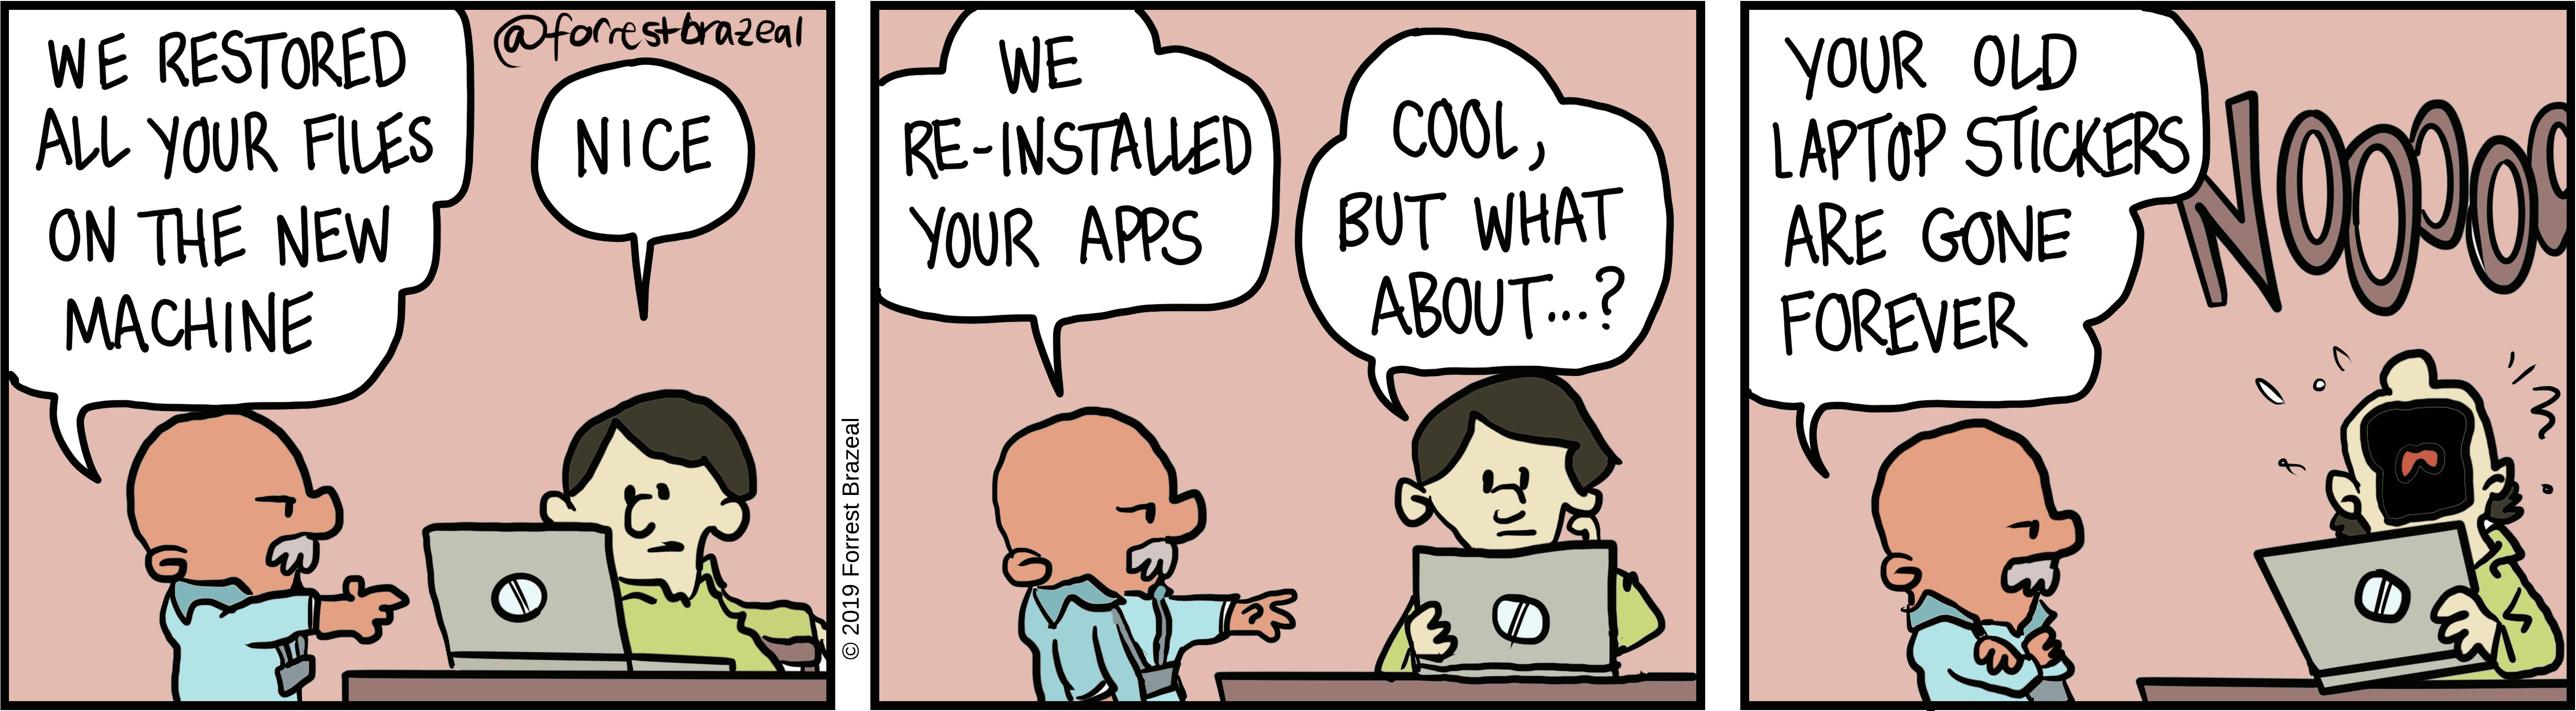 WE RESTORED
ALL YOUR FILES
ON THE NEW
MACHINE
@forrestbrazeal
NICE
© 2019 Forrest Brazeal
WE
RE-INSTALLED
YOUR APPS
COOL,
BUT WHAT
ABOUT...?
YOUR OLD
LAPTOP STICKERS
ARE GONE
FOREVER
NOOOOO